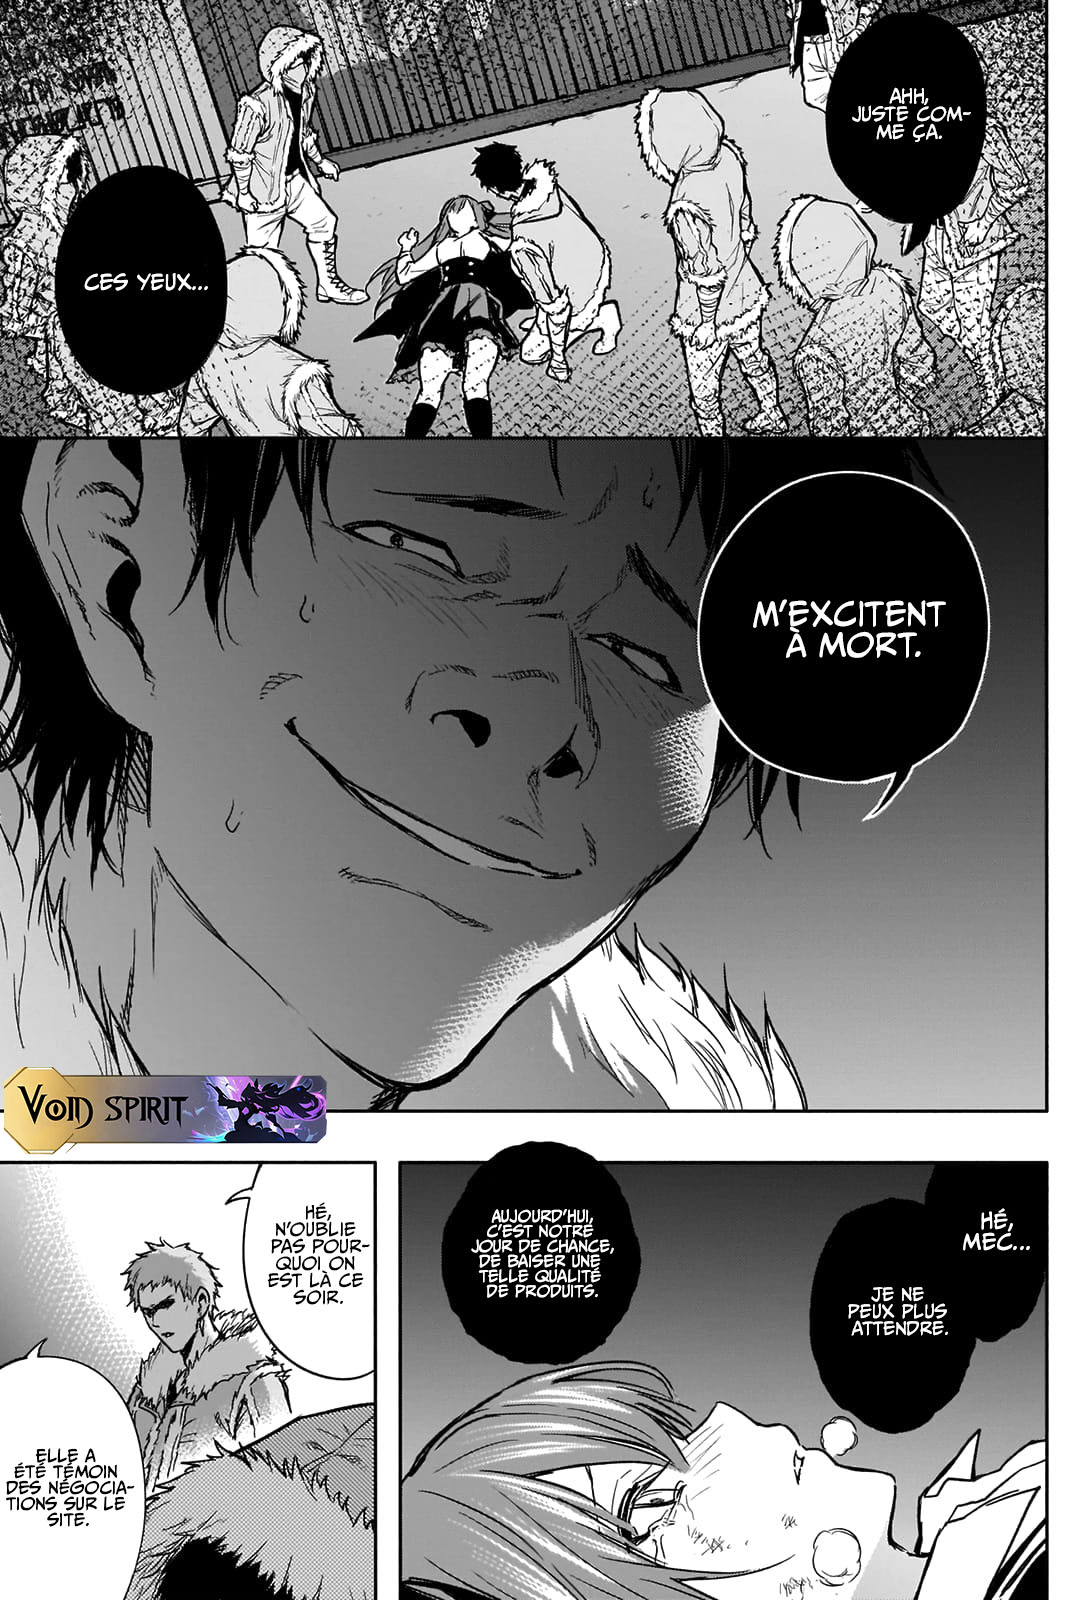 AHH,
JUSTE COM-
ME ÇA.
CES YEUX...
M'EXCITENT
À MORT.
VOID SPIRIT
HÉ,
MEC...
JE NE
PEUX PLUS
ATTENDRE.
AUJOURD'HUI,
C'EST NOTRE
JOUR DE CHANCE,
DE BAISER UNE
TELLE QUALITÉ
DE PRODUITS.
HÉ,
N'OUBLIE
PAS POUR-
QUOI ON
EST LÀ CE
SOIR.
ELLE A
ÉTÉ TÉMOIN
DES NÉGOCIA-
TIONS SUR LE
SITE.